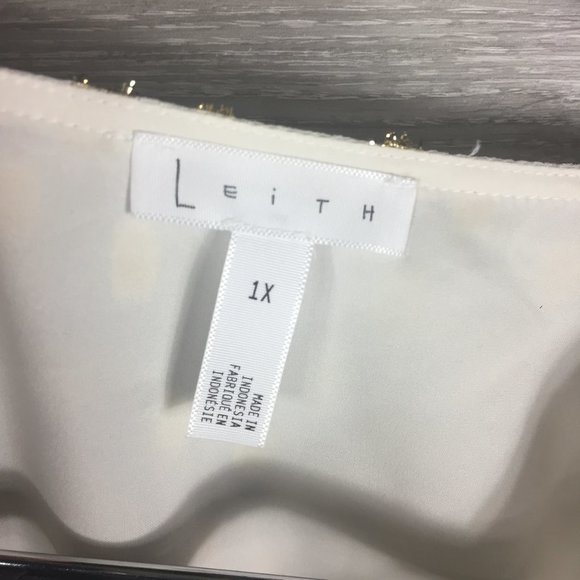 LEiTH
1X
MADE IN
INDONESIA
FABRIQUÉ EN
INDONÉSIE